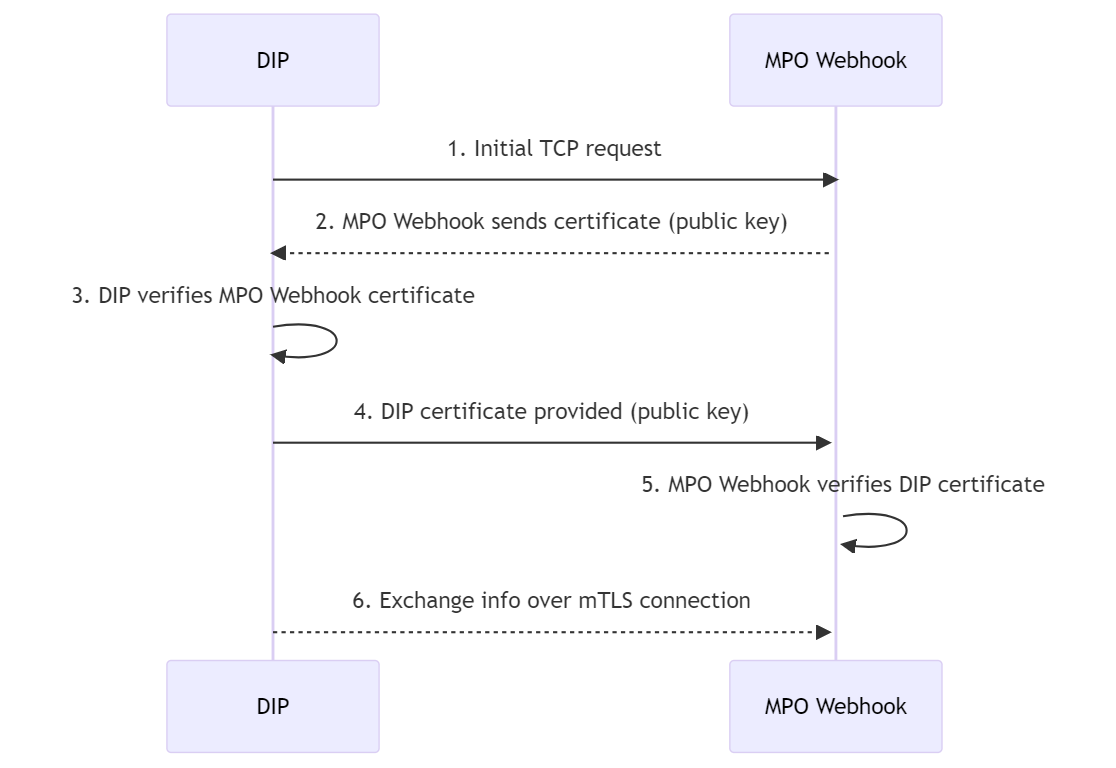 DIP
MPO Webhook
1. Initial TCP request
2. MPO Webhook sends certificate (public key)
3. DIP verifies MPO Webhook certificate
4. DIP certificate provided (public key)
5. MPO Webhook verifies DIP certificate
6. Exchange info over mTLS connection
DIP
MPO Webhook